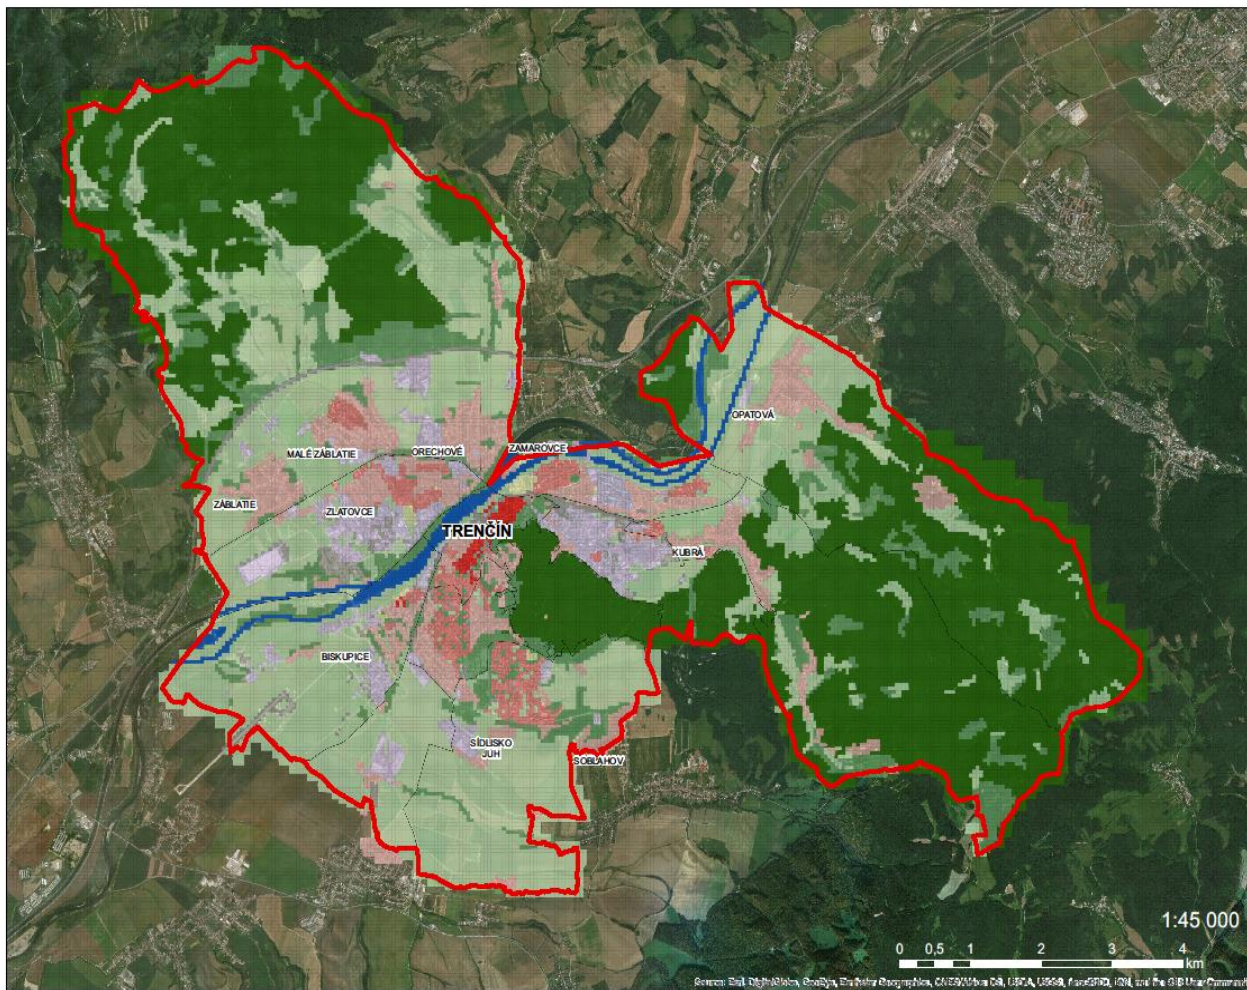 OPATOVÁ
ZAMAROVCE
ORECHOVÉ
MALÉ ZÁBLATIE
ZÁBLATIE
ZLATOVCE
TRENČÍN
KUBRÁ
BISKUPICE
SÍDLISKO
JUH
SOBLAHOV
1:45 000
0 0,5 1 2 3 4
km